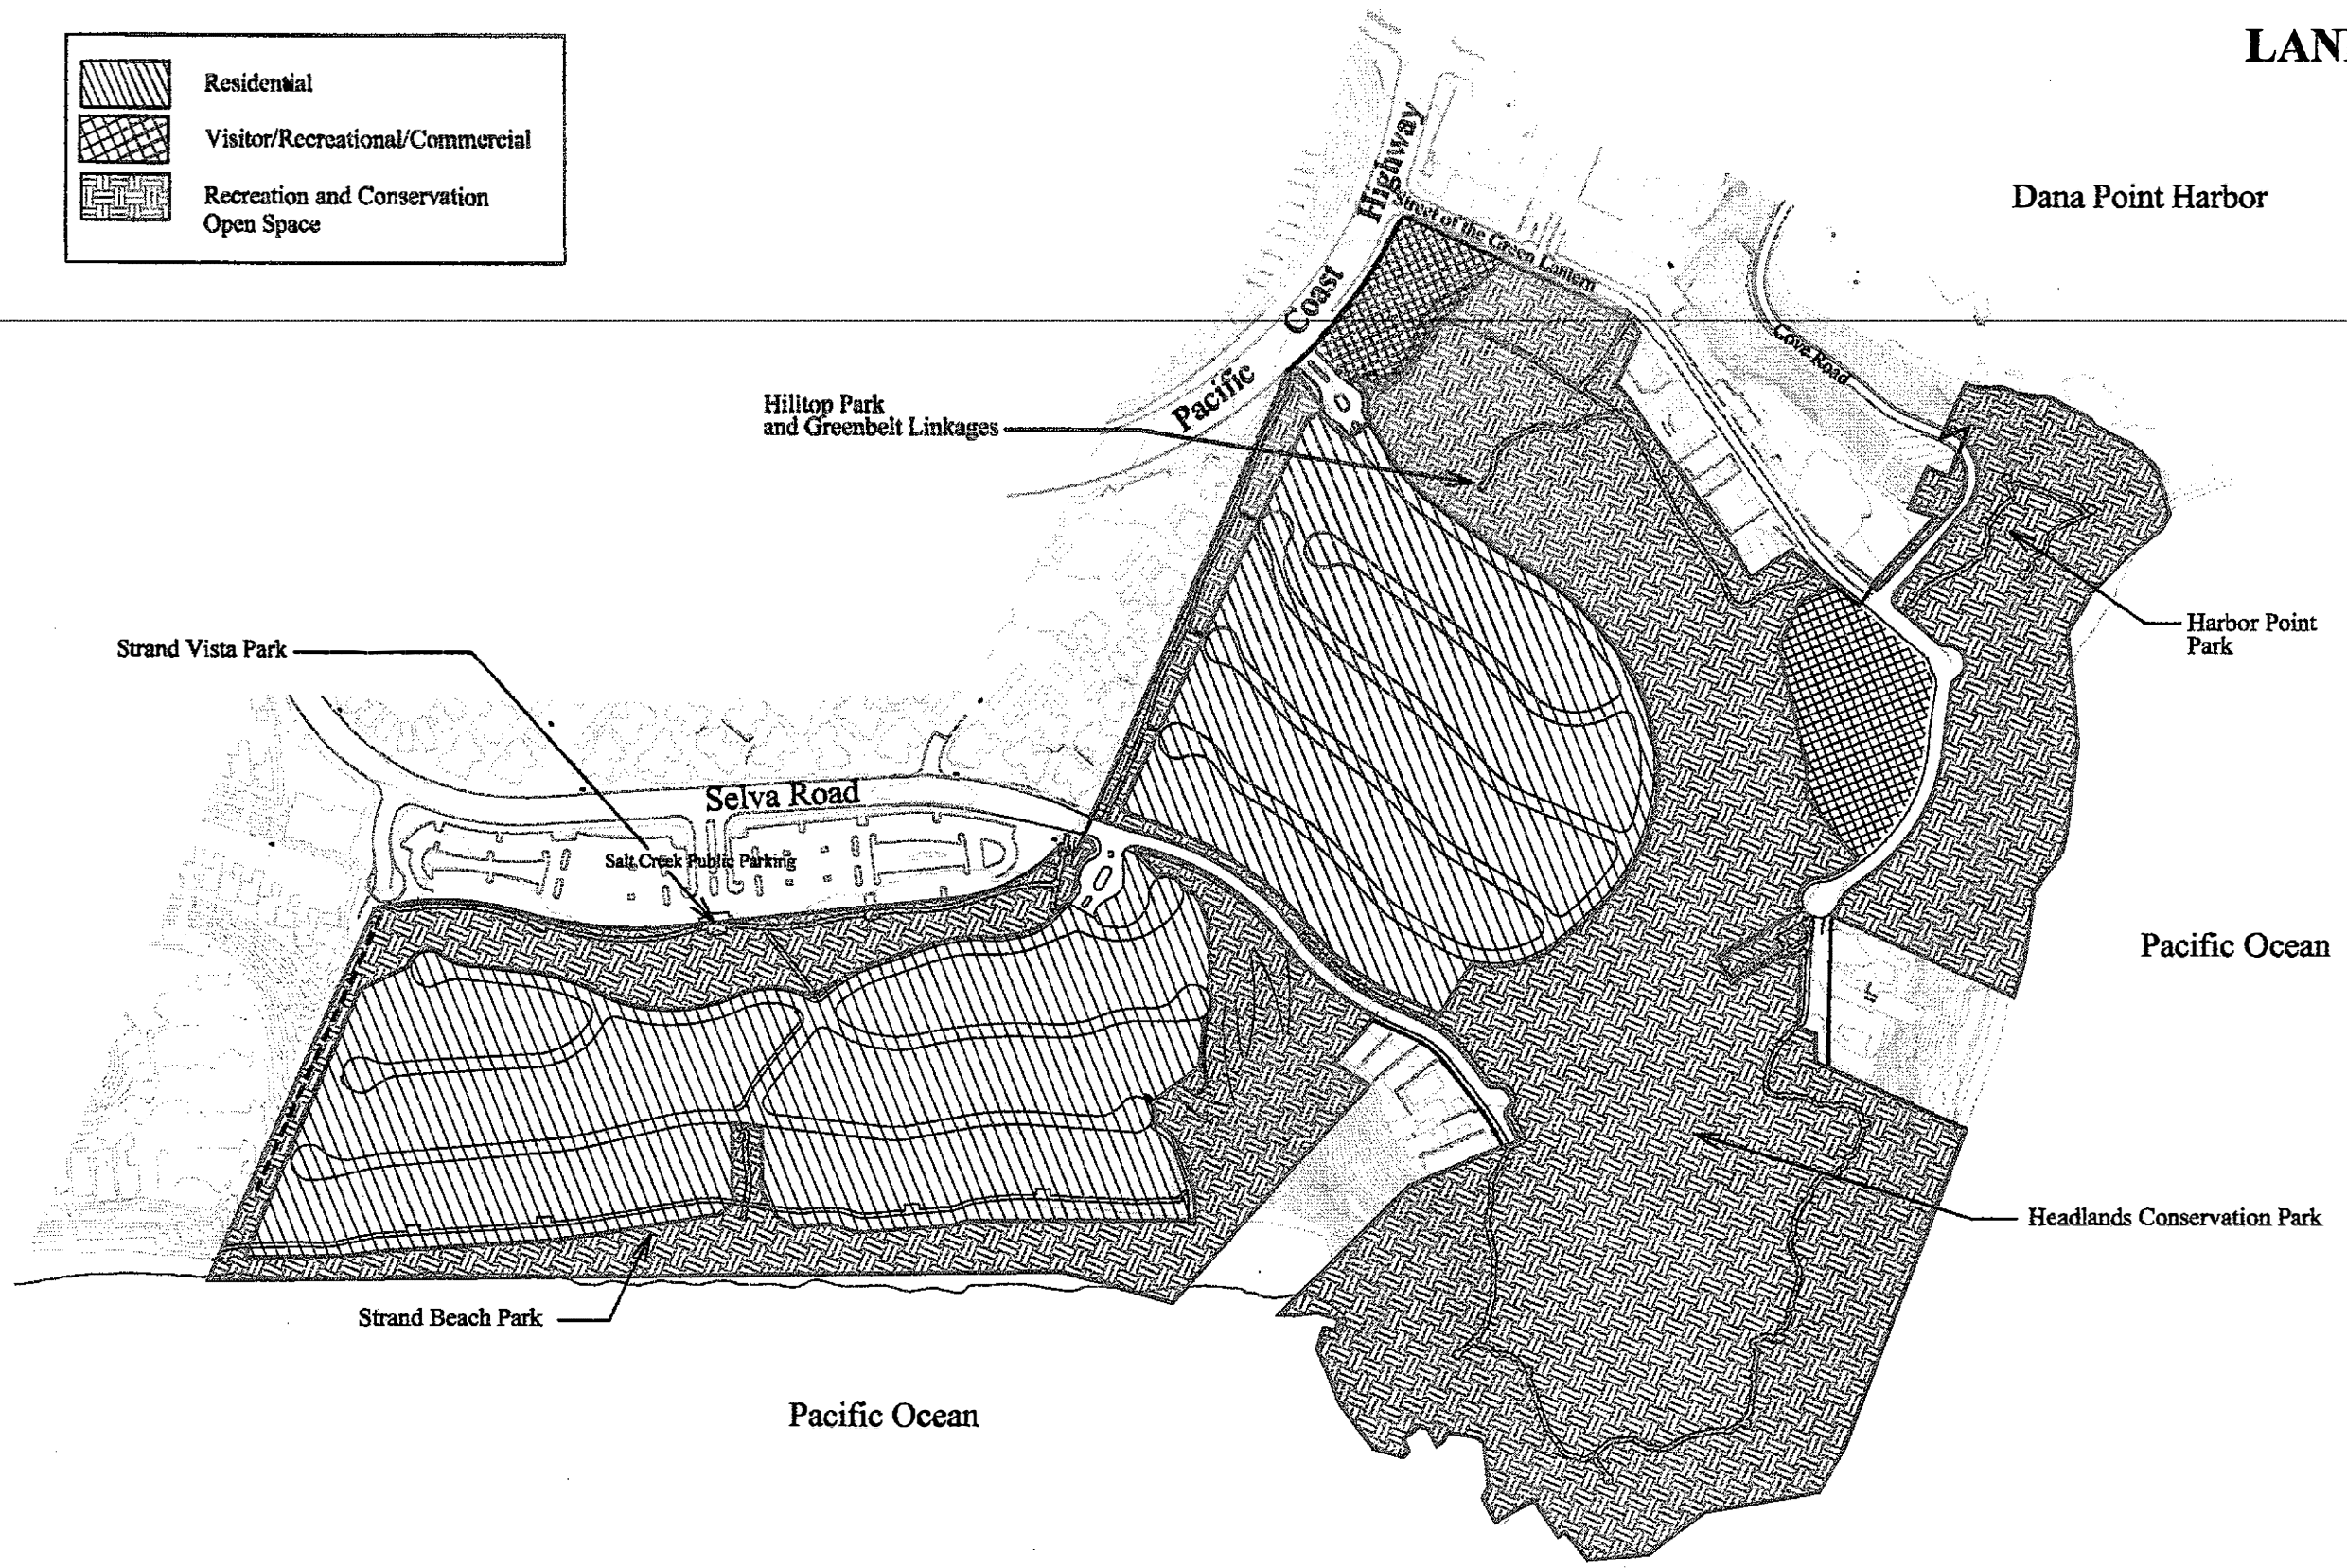 LAN
Residential
Visitor/Recreational/Commercial
Recreation and Conservation
Open Space
Dana Point Harbor
Pacific Coast Highway
Street of the Green Lantern
Cove Road
Hilltop Park
and Greenbelt Linkages
Harbor Point
Park
Strand Vista Park
Selva Road
Salt Creek Public Parking
Pacific Ocean
Headlands Conservation Park
Strand Beach Park
Pacific Ocean